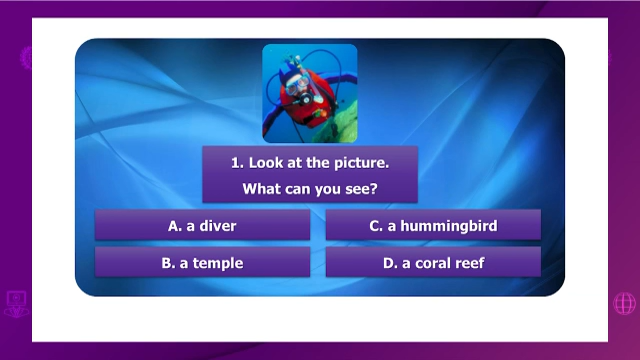 1. Look at the picture.
What can you see?
A. a diver
C. a hummingbird
B. a temple
D. a coral reef